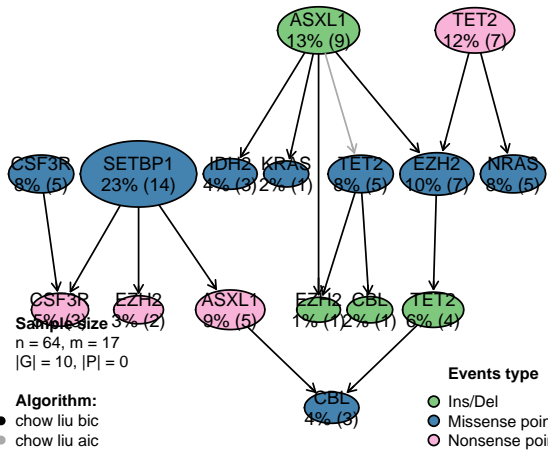 ASXL1
13% (9)
TET2
12% (7)
CSF3R
8% (5)
SETBP1
23% (14)
IDH2
4% (3)
KRAS
2% (1)
TET2
8% (5)
EZH2
10% (7)
NRAS
8% (5)
CSF3R
5% (3)
EZH2
3% (2)
ASXL1
9% (5)
EZH2
1% (1)
CBL
2% (1)
TET2
6% (4)
CBL
4% (3)
Sample size
n = 64, m = 17
|G| = 10, |P| = 0
Algorithm:
chow liu bic
chow liu aic
Events type
Ins/Del
Missense poin
Nonsense poin